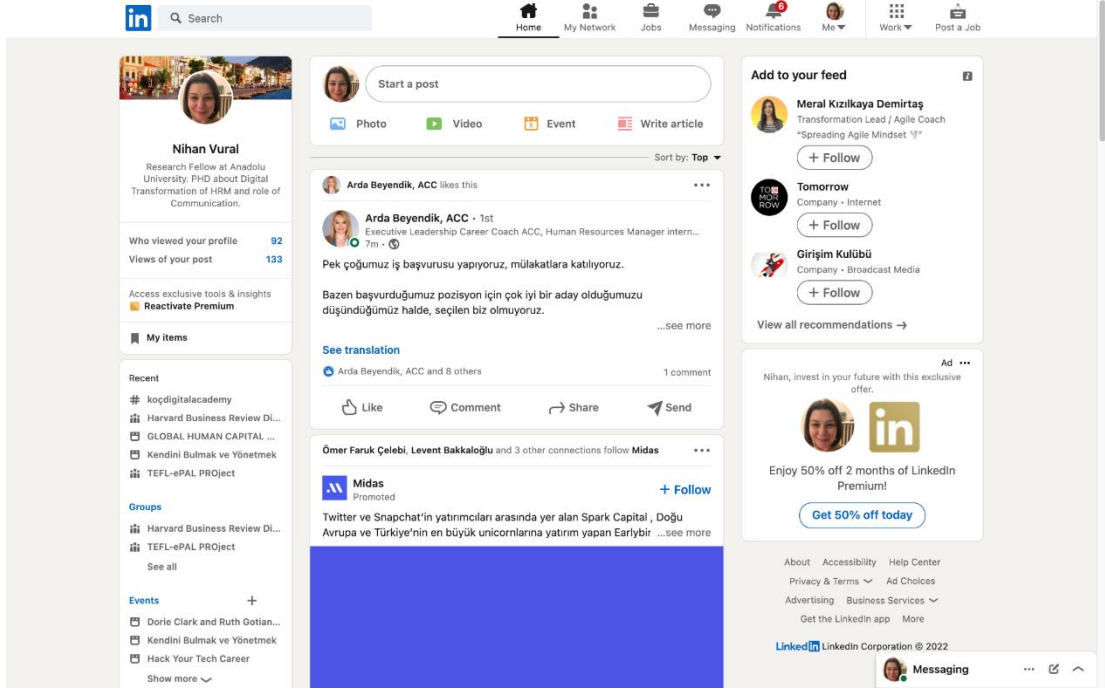 in
Search
Home
My Network
Jobs
Messaging
6
Notifications
Me
Work
Post a Job
Nihan Vural
Research Fellow at Anadolu
University. PHD about Digital
Transformation of HRM and role of
Communication.
Who viewed your profile 92
Views of your post 133
Access exclusive tools & insights
Reactivate Premium
My items
Recent
# koçdigitalacademy
Harvard Business Review Di...
GLOBAL HUMAN CAPITAL ...
Kendini Bulmak ve Yönetmek
TEFL-ePAL PROject
Groups
Harvard Business Review Di...
TEFL-ePAL PROject
See all
Events +
Dorie Clark and Ruth Gotian...
Kendini Bulmak ve Yönetmek
Hack Your Tech Career
Show more
Start a post
Photo
Video
Event
Write article
Sort by: Top
Arda Beyendik, ACC likes this
Arda Beyendik, ACC • 1st
Executive Leadership Career Coach ACC, Human Resources Manager intern...
7m •
Pek çoğumuz iş başvurusu yapıyoruz, mülakatlara katılıyoruz.
Bazen başvurduğumuz pozisyon için çok iyi bir aday olduğumuzu
düşündüğümüz halde, seçilen biz olmuyoruz.
...see more
See translation
Arda Beyendik, ACC and 8 others 1 comment
Like
Comment
Share
Send
Ömer Faruk Çelebi, Levent Bakkaloğlu and 3 other connections follow Midas
Midas
Promoted
+ Follow
Twitter ve Snapchat'in yatırımcıları arasında yer alan Spark Capital , Doğu
Avrupa ve Türkiye'nin en büyük unicornlarına yatırım yapan Earlybir ...see more
Add to your feed
Meral Kızılkaya Demirtaş
Transformation Lead / Agile Coach
"Spreading Agile Mindset
+ Follow
TOMORROW
Tomorrow
Company • Internet
+ Follow
Girişim Kulübü
Company • Broadcast Media
+ Follow
View all recommendations →
Ad •••
Nihan, invest in your future with this exclusive
offer.
in
Enjoy 50% off 2 months of LinkedIn
Premium!
Get 50% off today
About Accessibility Help Center
Privacy & Terms Ad Choices
Advertising Business Services
Get the LinkedIn app More
LinkedIn LinkedIn Corporation © 2022
Messaging